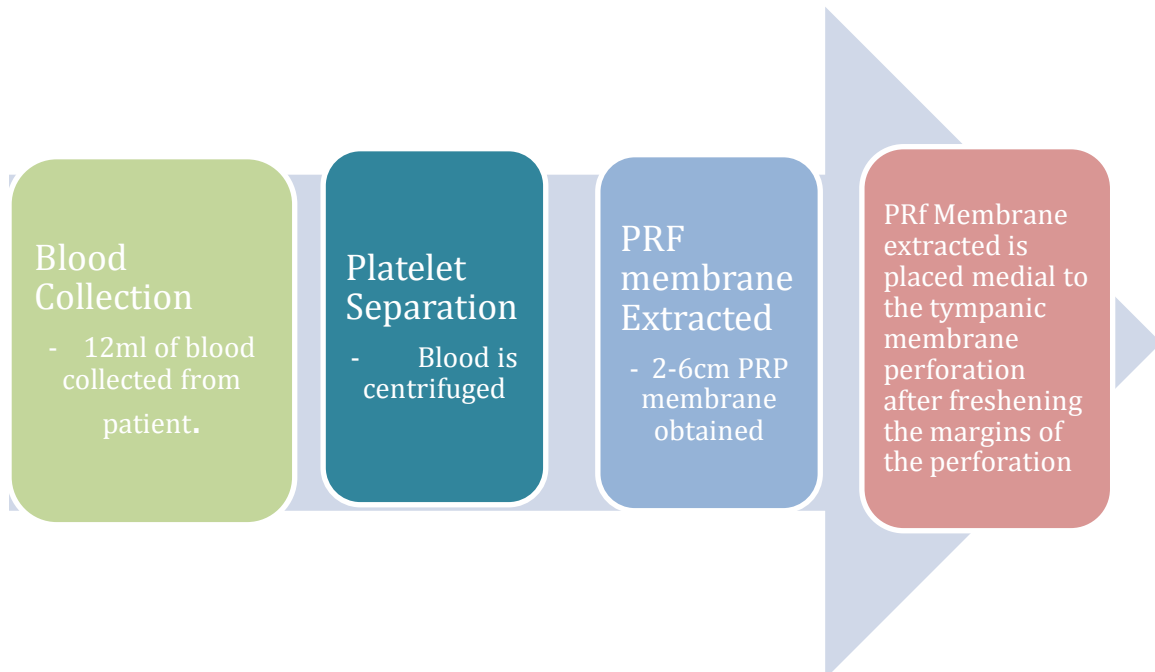 Blood
Collection
- 12ml of blood
collected from
patient.
Platelet
Separation
- Blood is
centrifuged
PRF
membrane
Extracted
- 2-6cm PRP
membrane
obtained
PRf Membrane
extracted is
placed medial to
the tympanic
membrane
perforation
after freshening
the margins of
the perforation